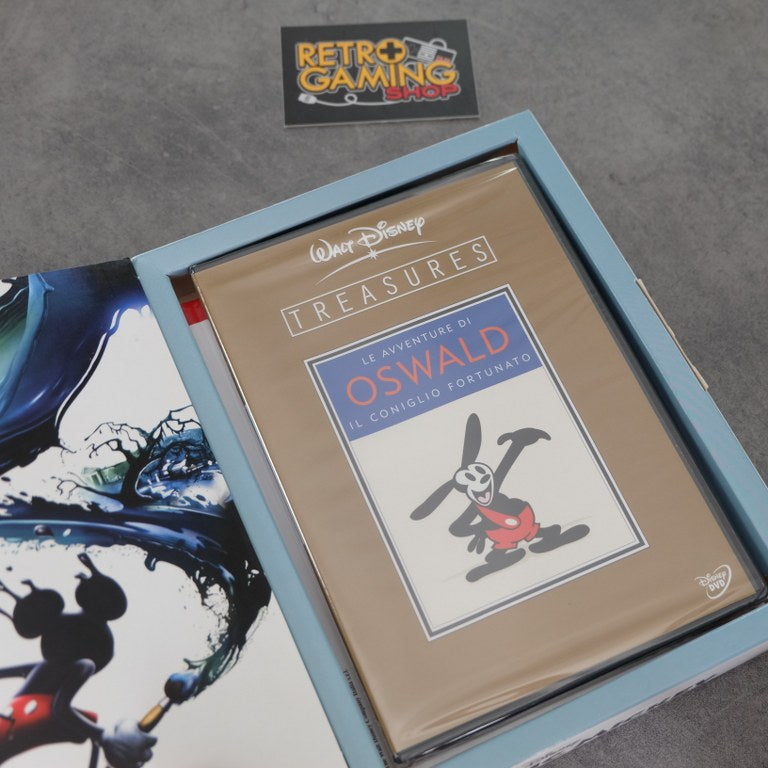 RETRO
GAMING
SHOP
WALT DISNEY
TREASURES
LE AVVENTURE DI
OSWALD
IL CONIGLIO FORTUNATO
DISNEY
DVD